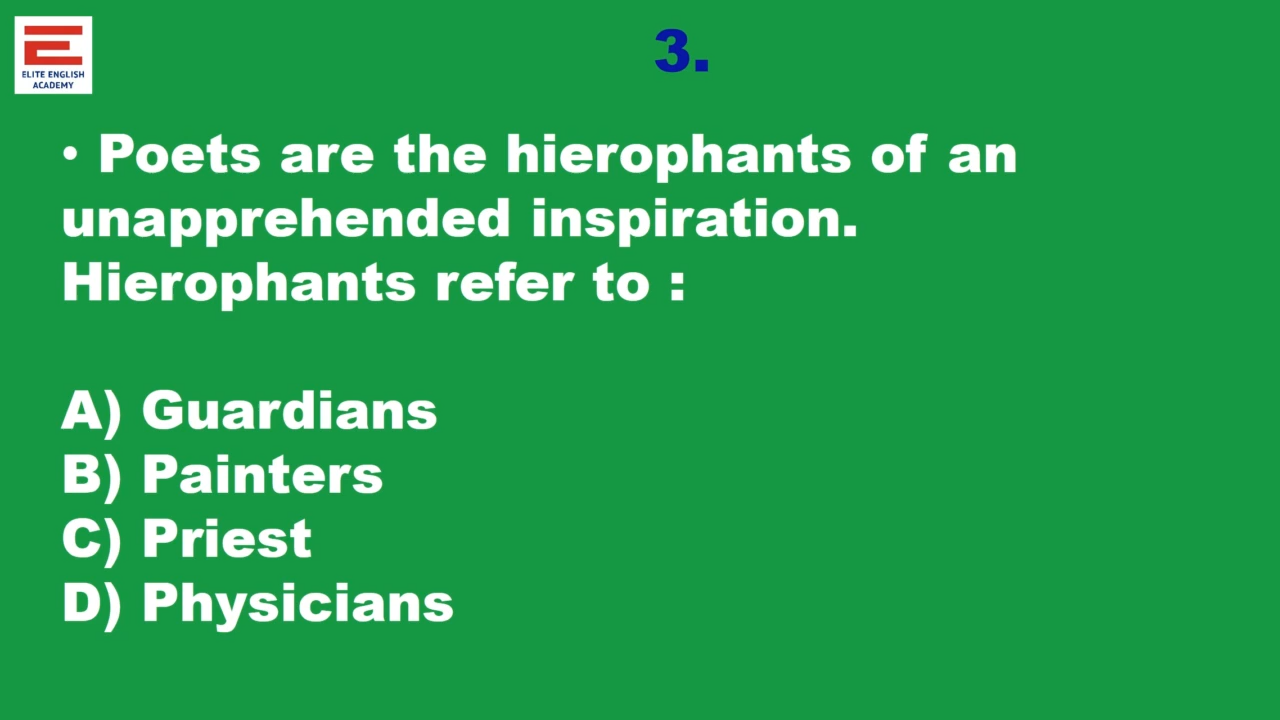 ELITE ENGLISH
ACADEMY
3.
• Poets are the hierophants of an
unapprehended inspiration.
Hierophants refer to :
A) Guardians
B) Painters
C) Priest
D) Physicians